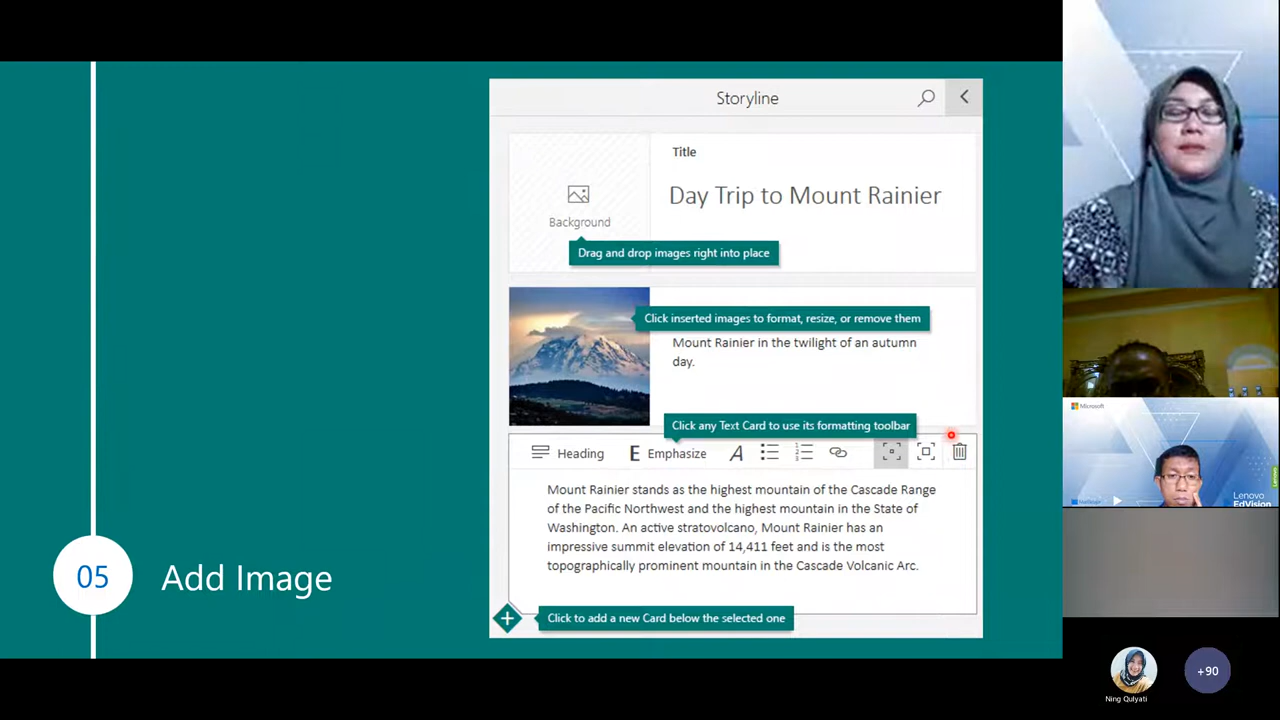 Storyline
Title
Day Trip to Mount Rainier
Background
Drag and drop images right into place
Click inserted images to format, resize, or remove them
Mount Rainier in the twilight of an autumn
day.
Click any Text Card to use its formatting toolbar
Heading
E Emphasize A
Mount Rainier stands as the highest mountain of the Cascade Range
of the Pacific Northwest and the highest mountain in the State of
Washington. An active stratovolcano, Mount Rainier has an
impressive summit elevation of 14,411 feet and is the most
topographically prominent mountain in the Cascade Volcanic Arc.
Click to add a new Card below the selected one
05
Add Image
Microsoft
Lenovo
EdVision
Ning Qulyati
+90